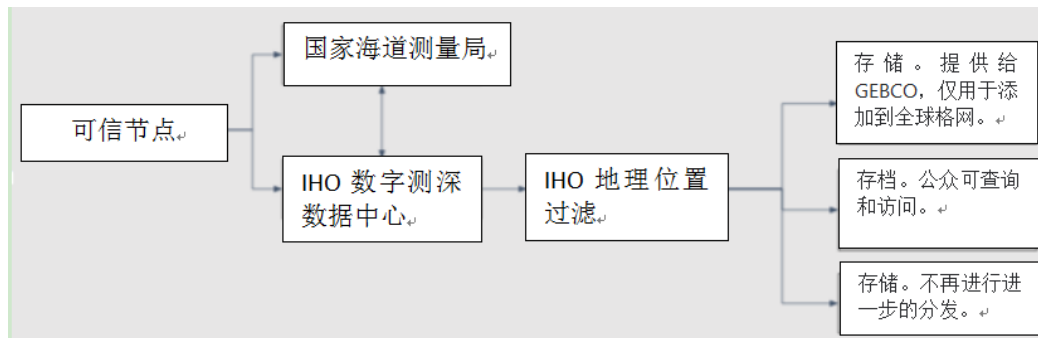 国家海道测量局
可信节点
IHO 数字测深
数据中心
IHO 地理位置
过滤。
存储。提供给
GEBCO，仅用于添
加到全球格网。
存档。公众可查询
和访问。
存储。不再进行进
一步的分发。